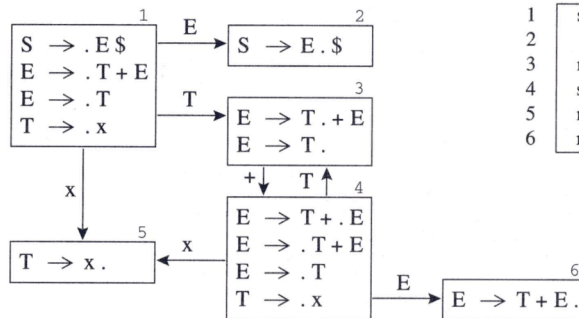 1
S → . E $
E → . T + E
E → . T
T → . x
E
2
S → E . $
T
3
E → T . + E
E → T .
+
T
4
E → T + . E
E → . T + E
E → . T
T → . x
x
x
5
T → x .
E
6
E → T + E .
1 s
2
3 r
4 s
5 r
6 r